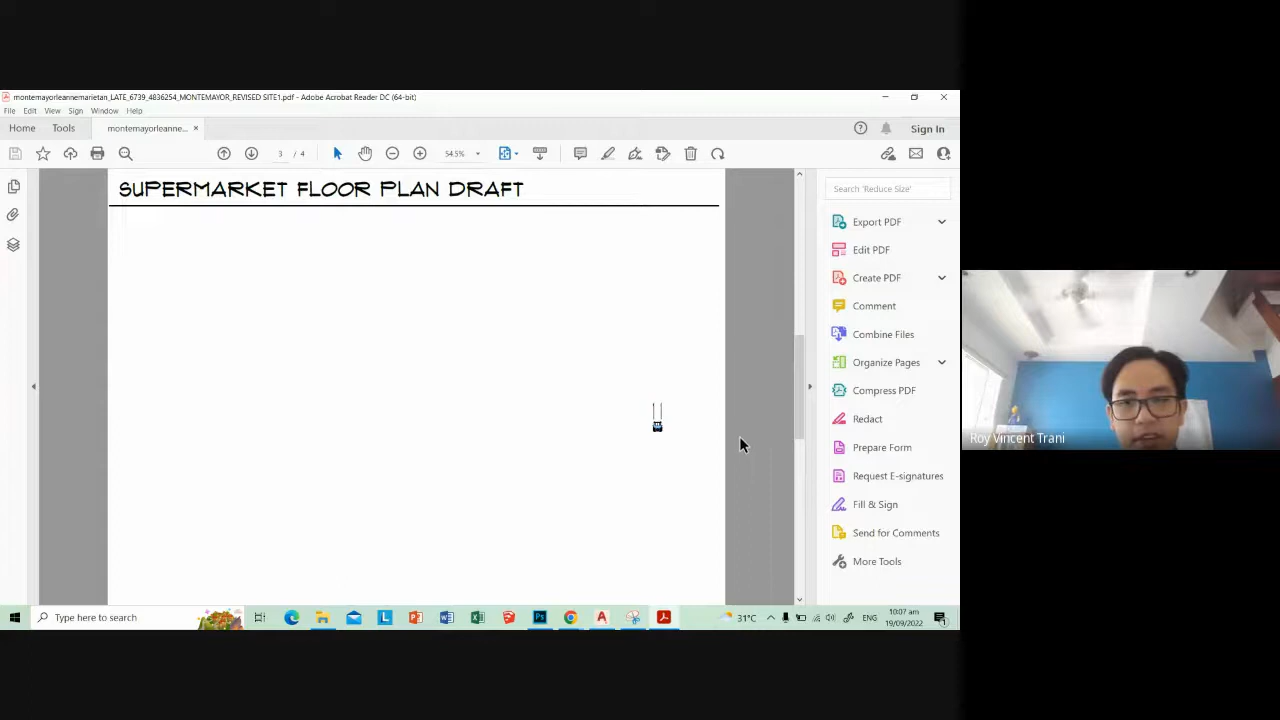 montemayorleannemarietan_LATE_6739_4836254_MONTEMAYOR_REVISED SITE1.pdf - Adobe Acrobat Reader DC (64-bit)
File Edit View Sign Window Help
Home Tools montemayorleanne... × Sign In
3 / 4 54.5%
SUPERMARKET FLOOR PLAN DRAFT
Search 'Reduce Size'
Export PDF
Edit PDF
Create PDF
Comment
Combine Files
Organize Pages
Compress PDF
Redact
Prepare Form
Request E-signatures
Fill & Sign
Send for Comments
More Tools
Roy Vincent Trani
Type here to search
31°C ENG 10:07 am
19/09/2022